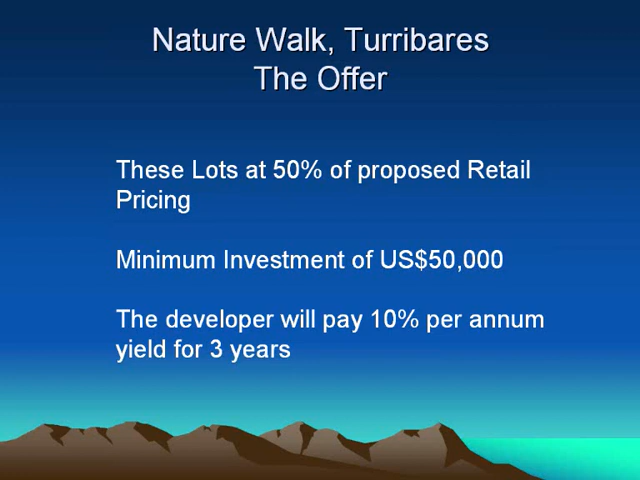 Nature Walk, Turribares
The Offer
These Lots at 50% of proposed Retail
Pricing
Minimum Investment of US$50,000
The developer will pay 10% per annum
yield for 3 years